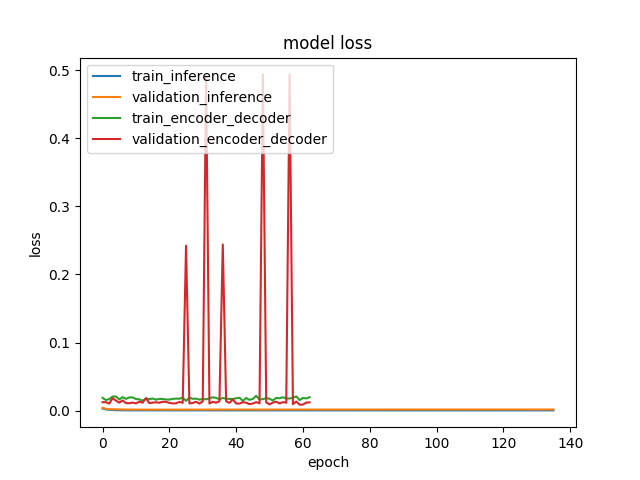 model loss
train_inference
validation_inference
train_encoder_decoder
validation_encoder_decoder
loss
0.5
0.4
0.3
0.2
0.1
0.0
0 20 40 60 80 100 120 140
epoch